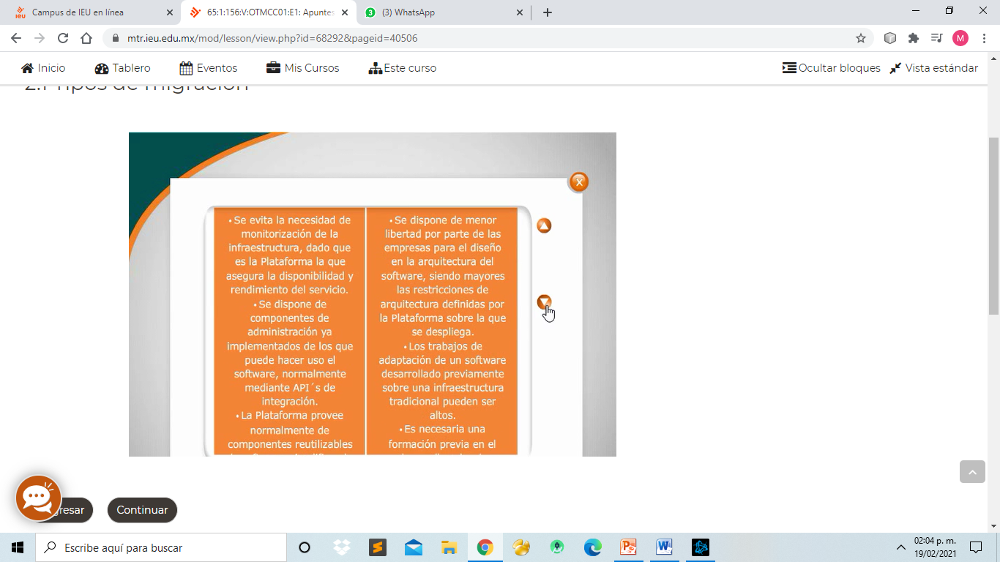 Campus de IEU en línea
65:1:156:V:OTMCC01:E1: Apuntes
(3) WhatsApp
mtr.ieu.edu.mx/mod/lesson/view.php?id=68292&pageid=40506
M
Inicio
Tablero
Eventos
Mis Cursos
Este curso
Ocultar bloques
Vista estándar
2.1 Tipos de migración
X
• Se evita la necesidad de
monitorización de la
infraestructura, dado que
es la Plataforma la que
asegura la disponibilidad y
rendimiento del servicio.
• Se dispone de
componentes de
administración ya
implementados de los que
puede hacer uso el
software, normalmente
mediante API´s de
integración.
• La Plataforma provee
normalmente de
componentes reutilizables
• Se dispone de menor
libertad por parte de las
empresas para el diseño
en la arquitectura del
software, siendo mayores
las restricciones de
arquitectura definidas por
la Plataforma sobre la que
se despliega.
• Los trabajos de
adaptación de un software
desarrollado previamente
sobre una infraestructura
tradicional pueden ser
altos.
• Es necesaria una
formación previa en el
gresar
Continuar
Escribe aquí para buscar
02:04 p. m.
19/02/2021